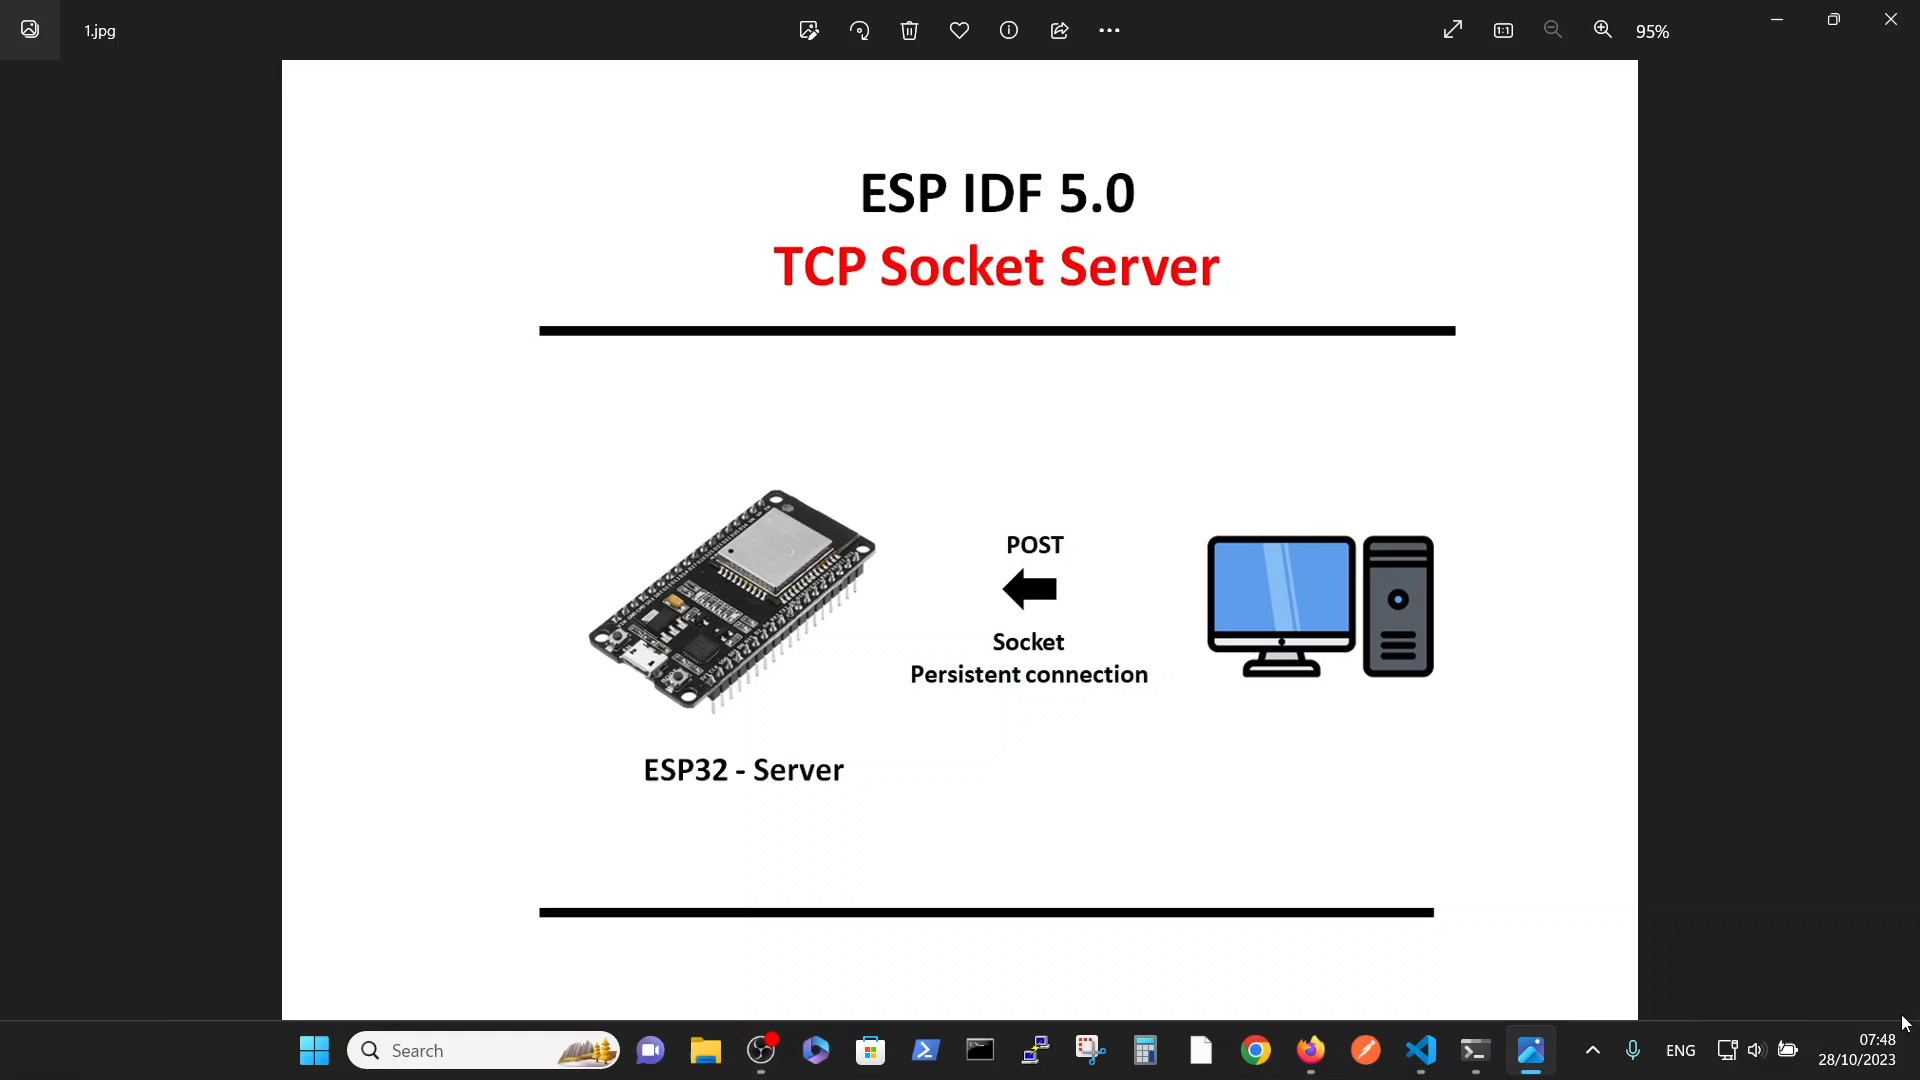 1.jpg
95%
ESP IDF 5.0
TCP Socket Server
POST
Socket
Persistent connection
ESP32 - Server
Search
ENG
07:48
28/10/2023